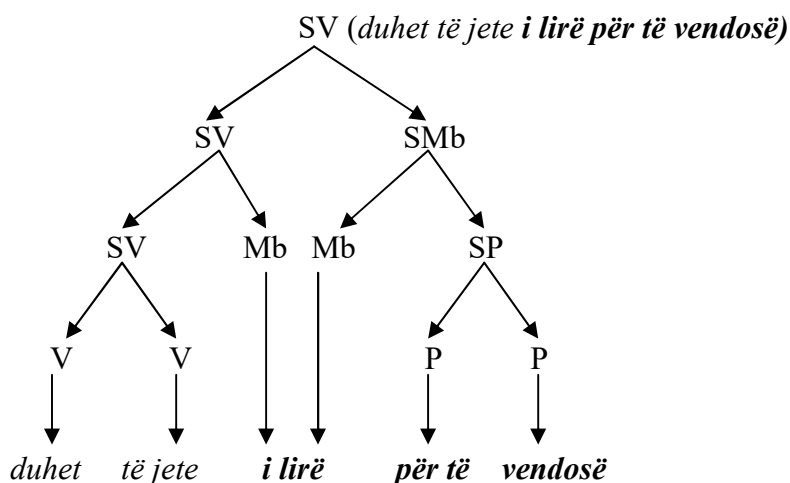 SV (duhet të jete i lirë për të vendosë)
SV SMb
SV Mb Mb SP
V V P P
duhet të jete i lirë për të vendosë